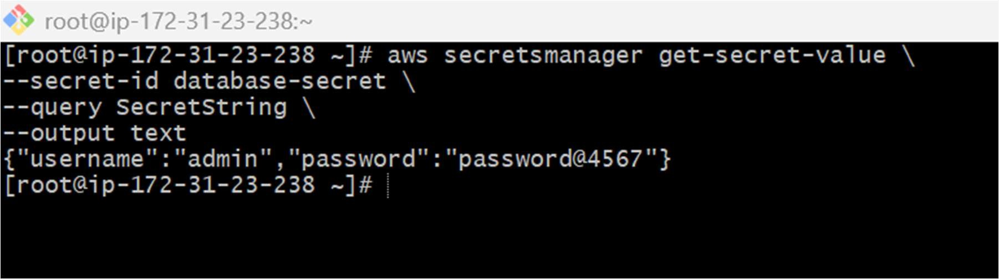 root@ip-172-31-23-238:~
[root@ip-172-31-23-238 ~]# aws secretsmanager get-secret-value \
--secret-id database-secret \
--query SecretString \
--output text
{"username":"admin","password":"password@4567"}
[root@ip-172-31-23-238 ~]#